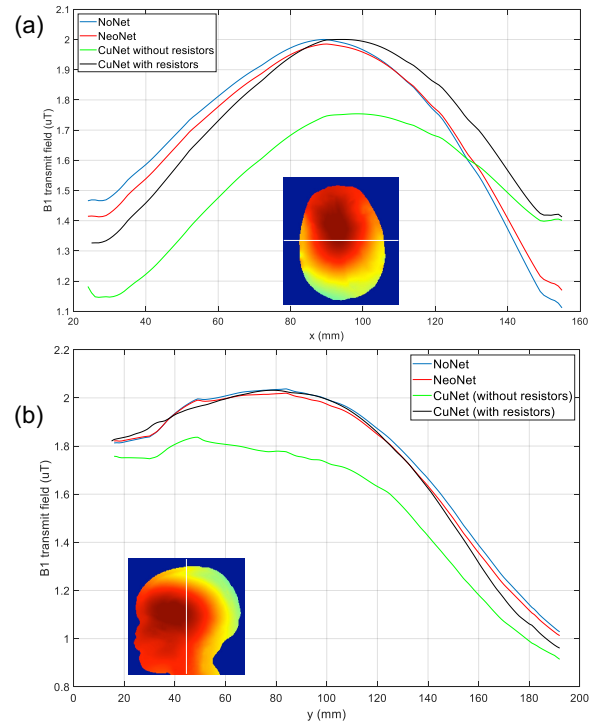 (a)
NoNet
NeoNet
CuNet without resistors
CuNet with resistors
B1 transmit field (uT)
2.1
2
1.9
1.8
1.7
1.6
1.5
1.4
1.3
1.2
1.1
20 40 60 80 100 120 140 160
x (mm)
(b)
NoNet
NeoNet
CuNet (without resistors)
CuNet (with resistors)
B1 transmit field (uT)
2.2
2
1.8
1.6
1.4
1.2
1
0.8
0 20 40 60 80 100 120 140 160 180 200
y (mm)